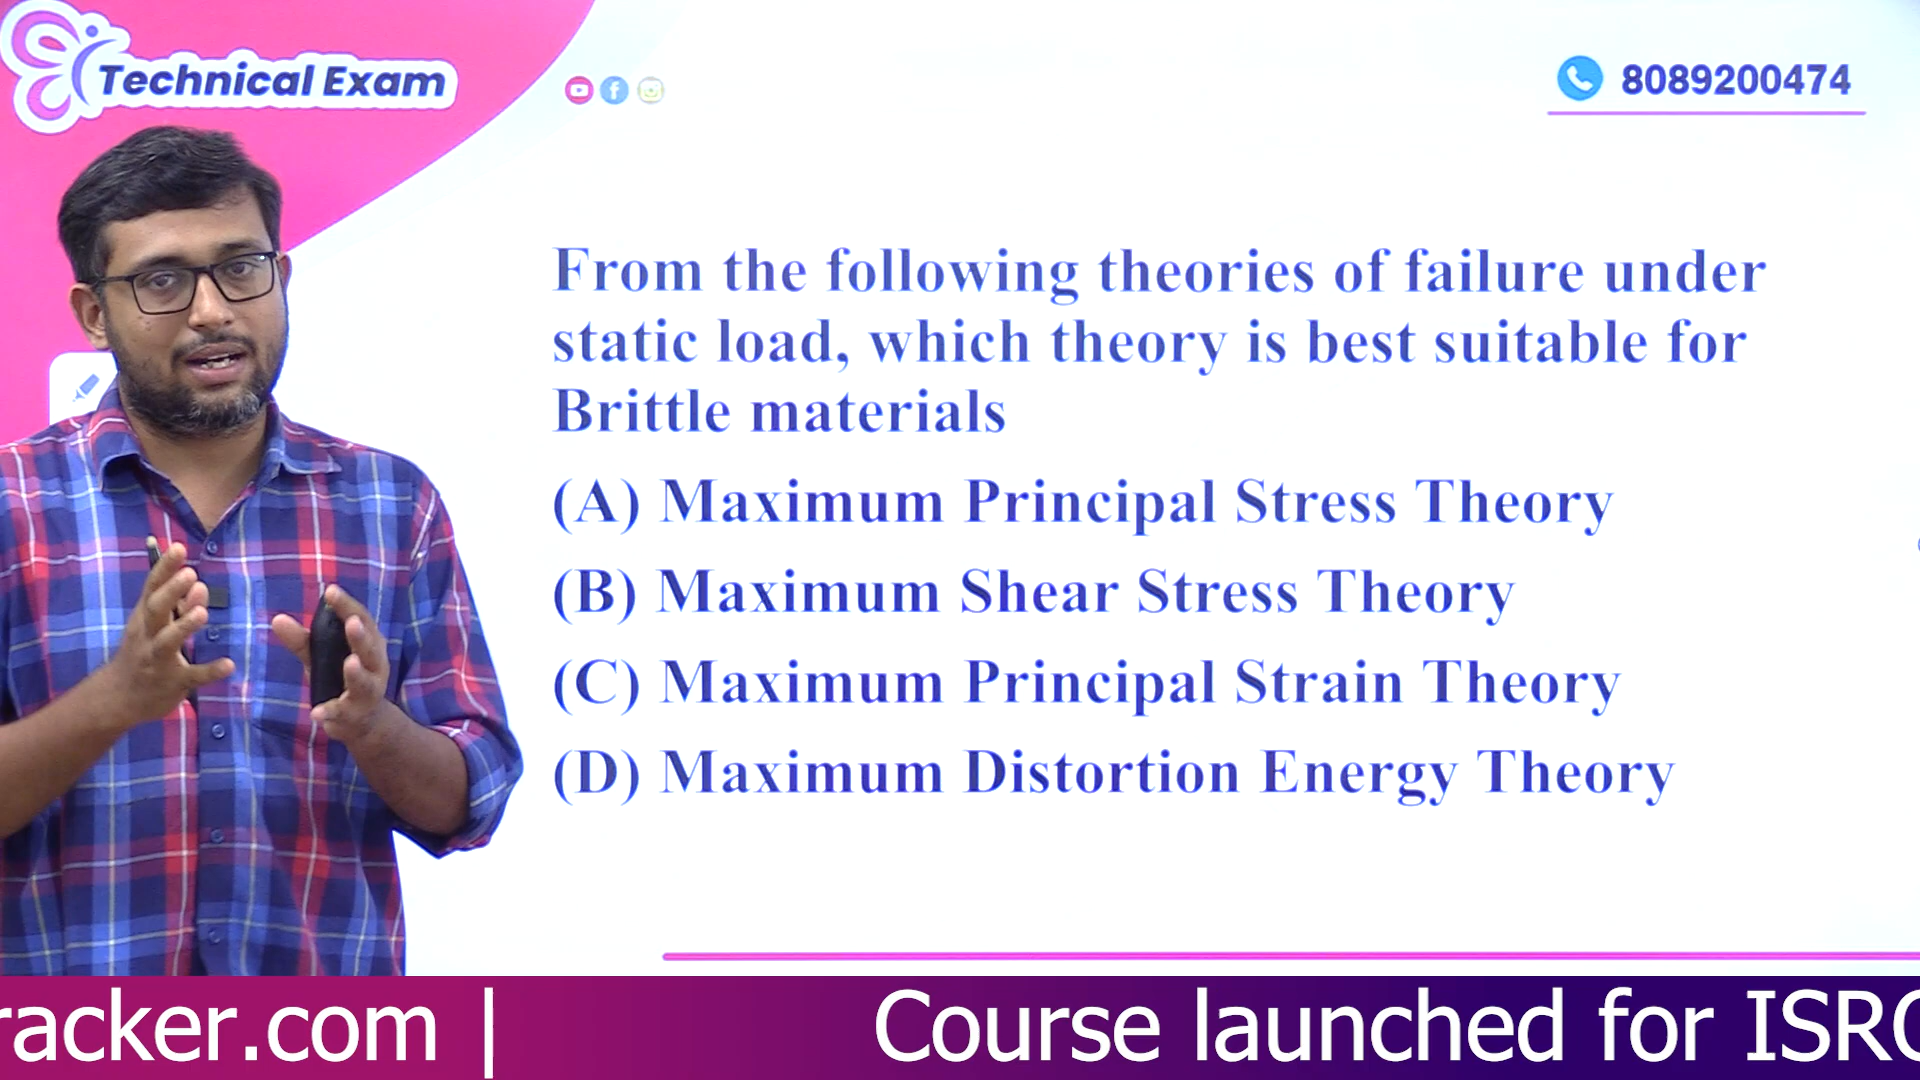 Technical Exam
8089200474
From the following theories of failure under
static load, which theory is best suitable for
Brittle materials
(A) Maximum Principal Stress Theory
(B) Maximum Shear Stress Theory
(C) Maximum Principal Strain Theory
(D) Maximum Distortion Energy Theory
racker.com | Course launched for ISRO